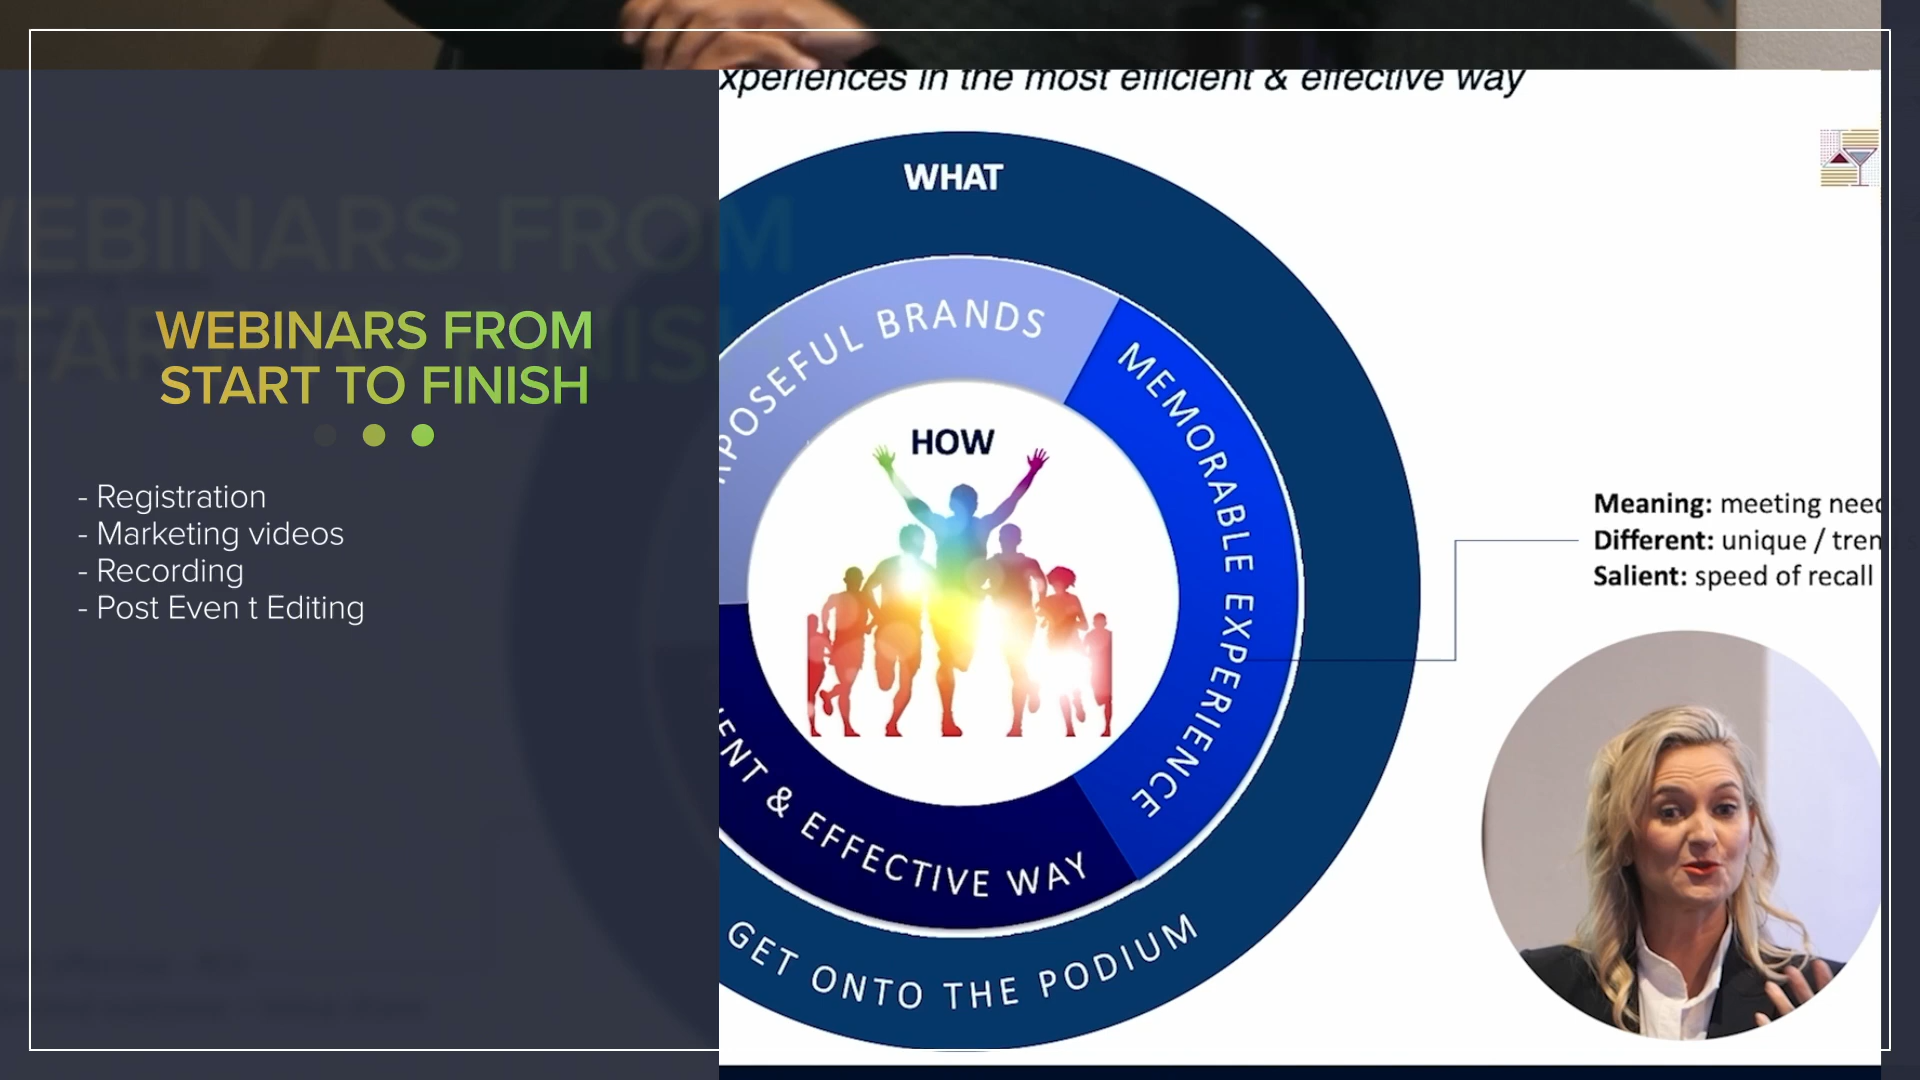 xperiences in the most efficient & effective way
WEBINARS FROM
START TO FINISH
- Registration
- Marketing videos
- Recording
- Post Even t Editing
WHAT
POSEFUL BRANDS
MEMORABLE EXPERIENCE
HOW
ENT & EFFECTIVE WAY
GET ONTO THE PODIUM
Meaning: meeting need
Different: unique / tren
Salient: speed of recall